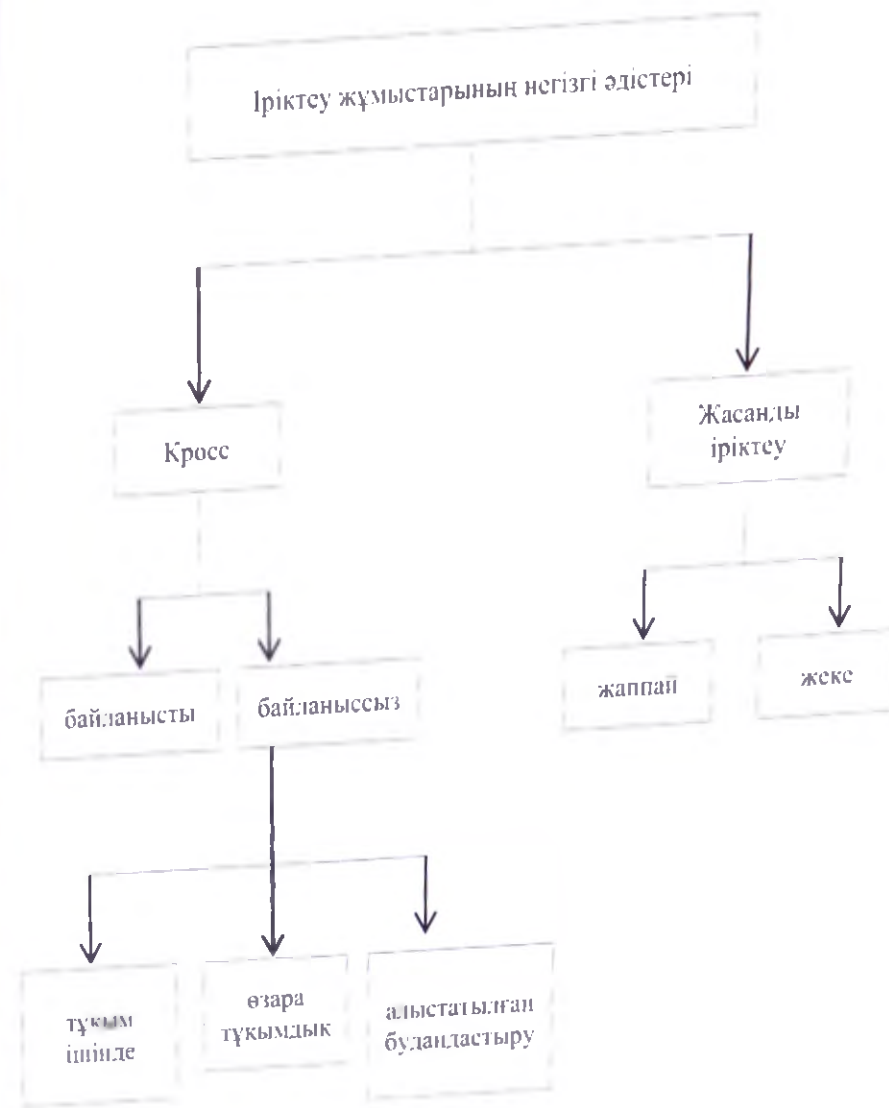 Іріктеу жұмыстарының негізгі әдістері
Кросс
Жасанды
іріктеу
байланысты
байланыссыз
жаппай
жеке
тұқым
ішінде
өзара
тұқымдық
алыстатылған
будандастыру